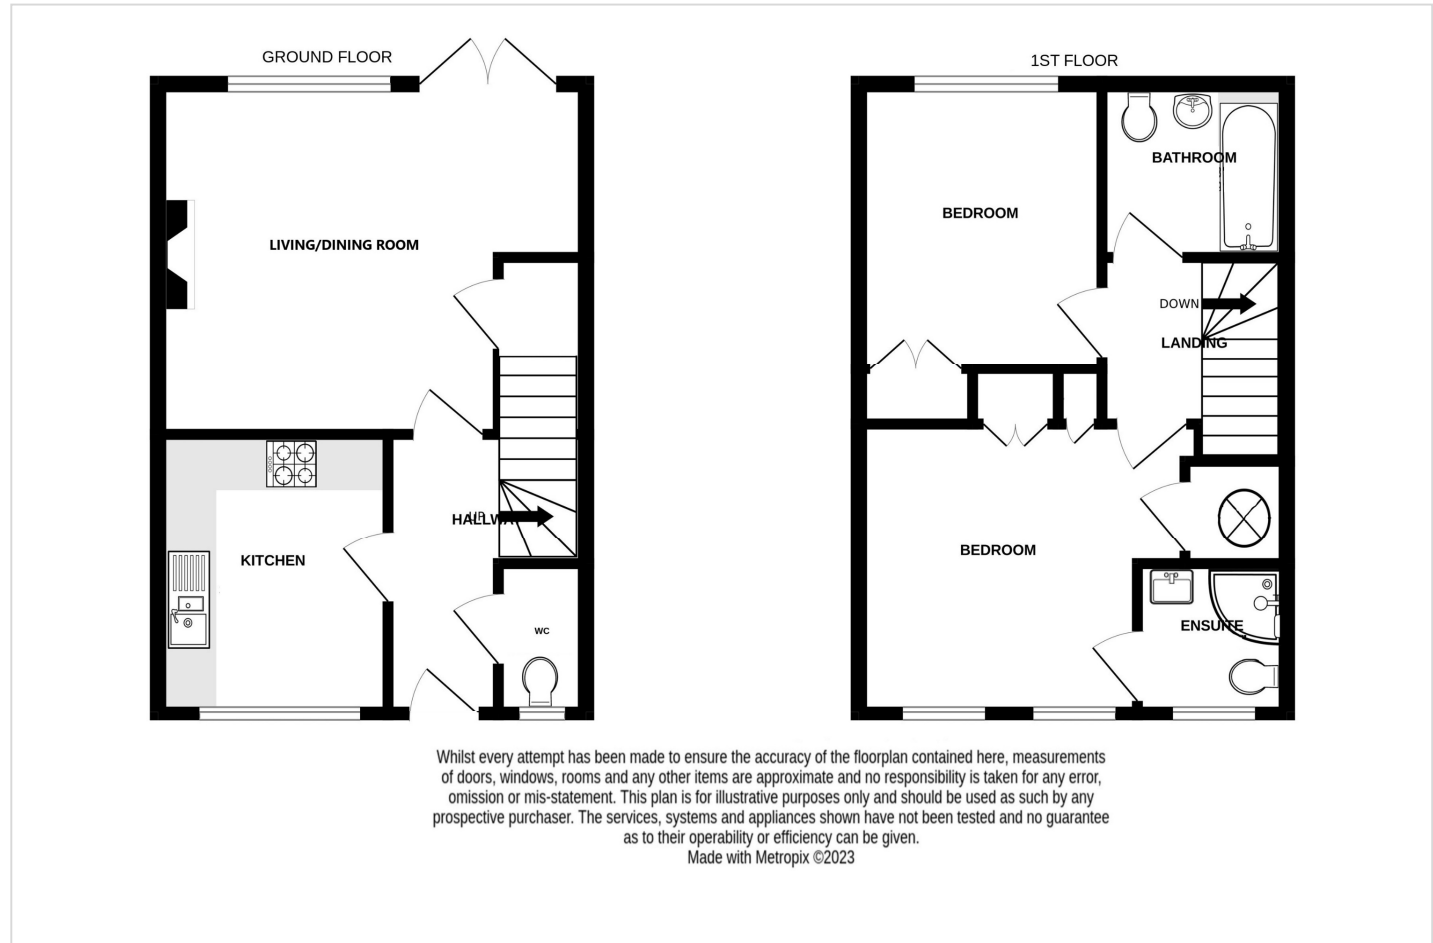 GROUND FLOOR
LIVING/DINING ROOM
KITCHEN
UP
HALLWA
WC
1ST FLOOR
BATHROOM
BEDROOM
DOWN
LANDING
BEDROOM
ENSUITE
Whilst every attempt has been made to ensure the accuracy of the floorplan contained here, measurements
of doors, windows, rooms and any other items are approximate and no responsibility is taken for any error,
omission or mis-statement. This plan is for illustrative purposes only and should be used as such by any
prospective purchaser. The services, systems and appliances shown have not been tested and no guarantee
as to their operability or efficiency can be given.
Made with Metropix ©2023